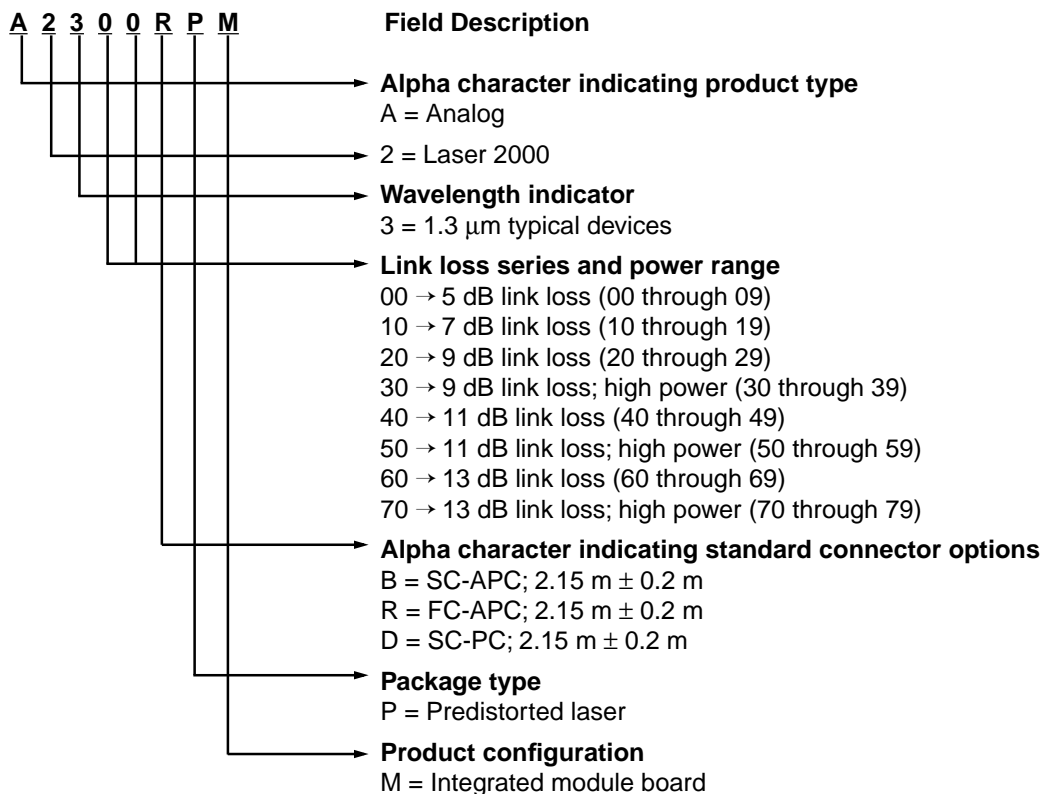 A 2 3 0 0 R P M Field Description
Alpha character indicating product type
A = Analog
2 = Laser 2000
Wavelength indicator
3 = 1.3 μm typical devices
Link loss series and power range
00 → 5 dB link loss (00 through 09)
10 → 7 dB link loss (10 through 19)
20 → 9 dB link loss (20 through 29)
30 → 9 dB link loss; high power (30 through 39)
40 → 11 dB link loss (40 through 49)
50 → 11 dB link loss; high power (50 through 59)
60 → 13 dB link loss (60 through 69)
70 → 13 dB link loss; high power (70 through 79)
Alpha character indicating standard connector options
B = SC-APC; 2.15 m ± 0.2 m
R = FC-APC; 2.15 m ± 0.2 m
D = SC-PC; 2.15 m ± 0.2 m
Package type
P = Predistorted laser
Product configuration
M = Integrated module board